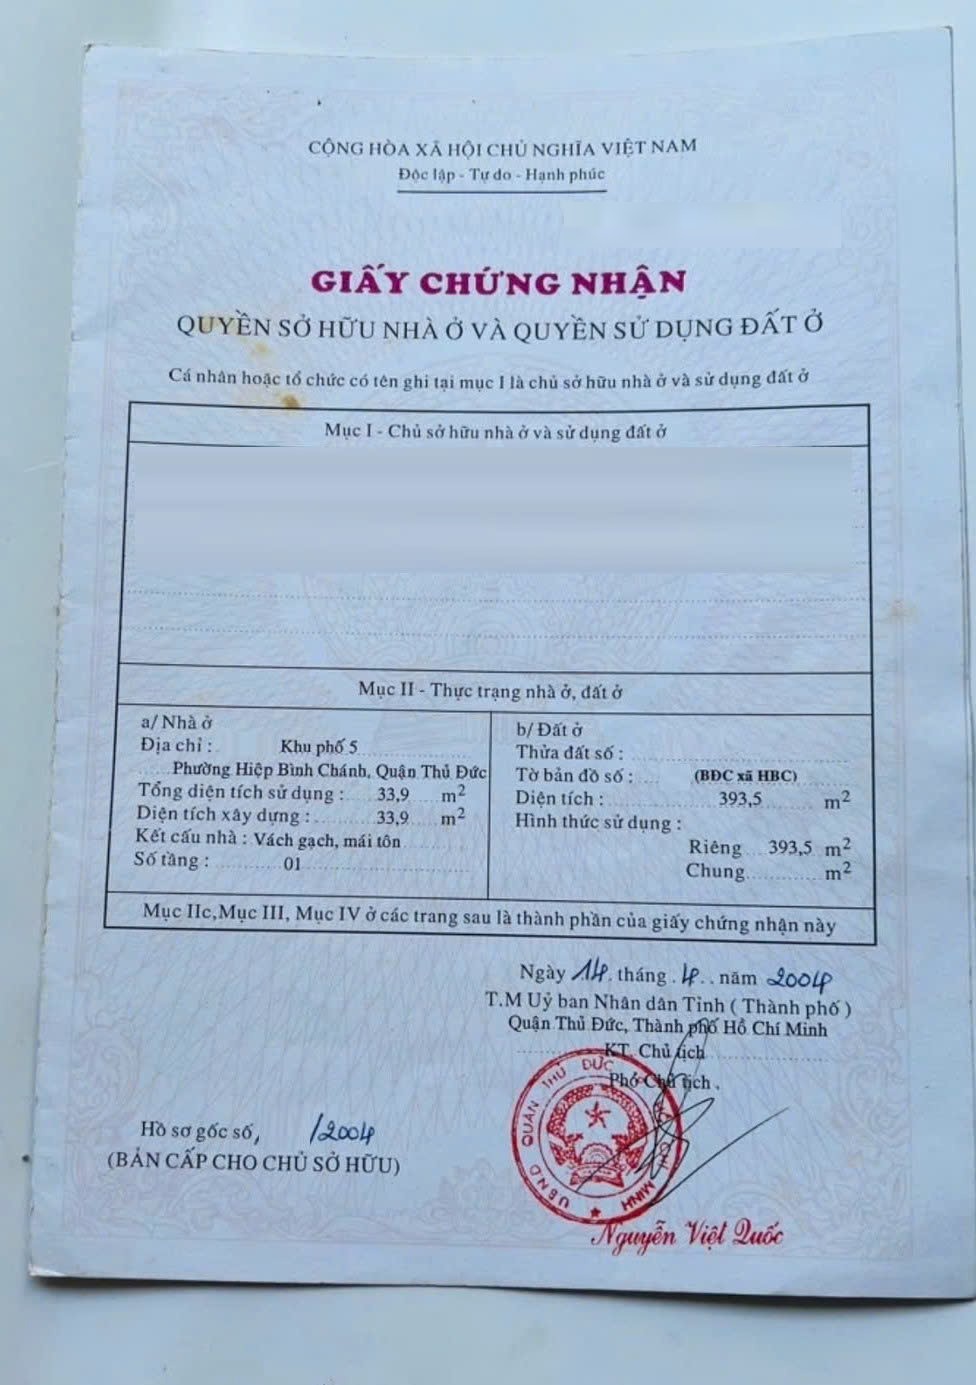 CỘNG HÒA XÃ HỘI CHỦ NGHĨA VIỆT NAM
Độc lập - Tự do - Hạnh phúc
GIẤY CHỨNG NHẬN
QUYỀN SỞ HỮU NHÀ Ở VÀ QUYỀN SỬ DỤNG ĐẤT Ở
Cá nhân hoặc tổ chức có tên ghi tại mục I là chủ sở hữu nhà ở và sử dụng đất ở
Mục I - Chủ sở hữu nhà ở và sử dụng đất ở
Mục II - Thực trạng nhà ở, đất ở
a/ Nhà ở
Địa chỉ : Khu phố 5
Phường Hiệp Bình Chánh, Quận Thủ Đức
Tổng diện tích sử dụng : 33,9 m²
Diện tích xây dựng : 33,9 m²
Kết cấu nhà : Vách gạch, mái tôn
Số tầng : 01
b/ Đất ở
Thửa đất số :
Tờ bản đồ số : (BĐC xã HBC)
Diện tích : 393,5 m²
Hình thức sử dụng :
Riêng 393,5 m²
Chung m²
Mục IIc,Mục III, Mục IV ở các trang sau là thành phần của giấy chứng nhận này
Ngày 14 tháng 4 năm 2004
T.M Uỷ ban Nhân dân Tỉnh ( Thành phố )
Quận Thủ Đức, Thành phố Hồ Chí Minh
KT. Chủ tịch
Phó Chủ tịch
UBND QUẬN THỦ ĐỨC
CHÍ MINH
Nguyễn Việt Quốc
Hồ sơ gốc số, /2004
(BẢN CẤP CHO CHỦ SỞ HỮU)